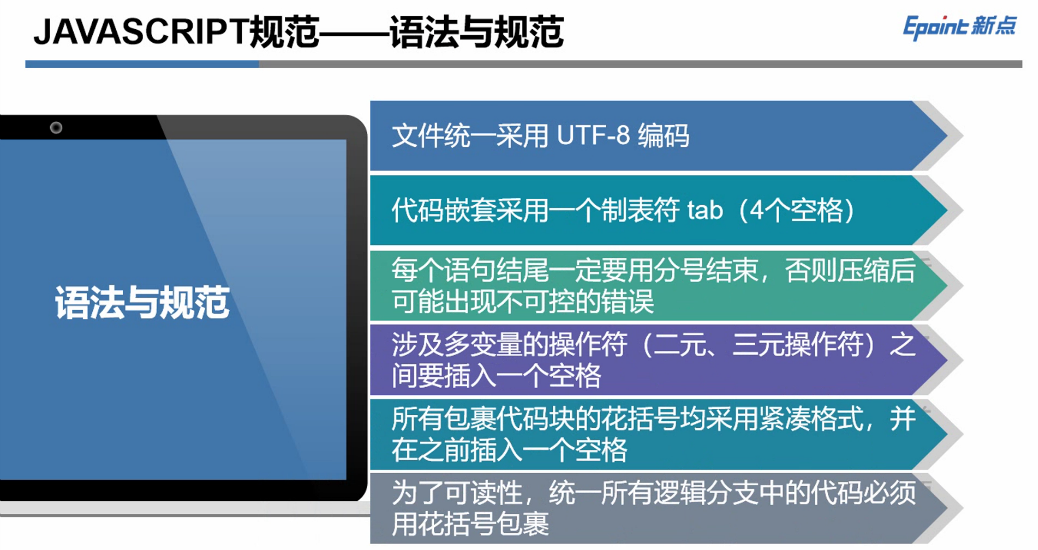 JAVASCRIPT规范——语法与规范
Epoint 新点
文件统一采用 UTF-8 编码
代码嵌套采用一个制表符 tab（4个空格）
每个语句结尾一定要用分号结束，否则压缩后
可能出现不可控的错误
语法与规范
涉及多变量的操作符（二元、三元操作符）之
间要插入一个空格
所有包裹代码块的花括号均采用紧凑格式，并
在之前插入一个空格
为了可读性，统一所有逻辑分支中的代码必须
用花括号包裹